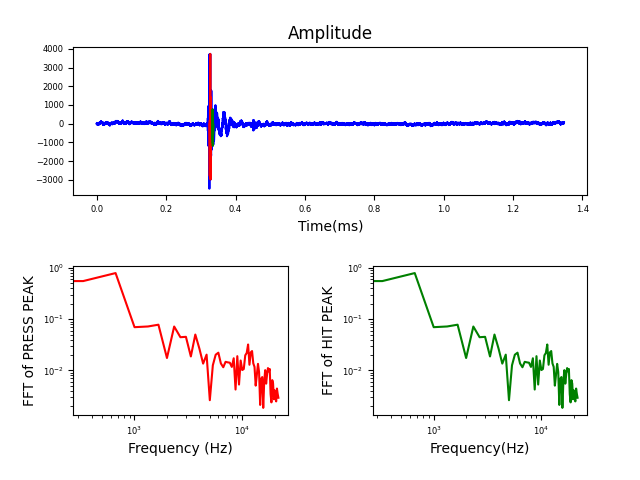 Amplitude
4000
3000
2000
1000
0
−1000
−2000
−3000
0.0 0.2 0.4 0.6 0.8 1.0 1.2 1.4
Time(ms)
FFT of PRESS PEAK
10⁰
10⁻¹
10⁻²
10³ 10⁴
Frequency (Hz)
FFT of HIT PEAK
10⁰
10⁻¹
10⁻²
10³ 10⁴
Frequency(Hz)